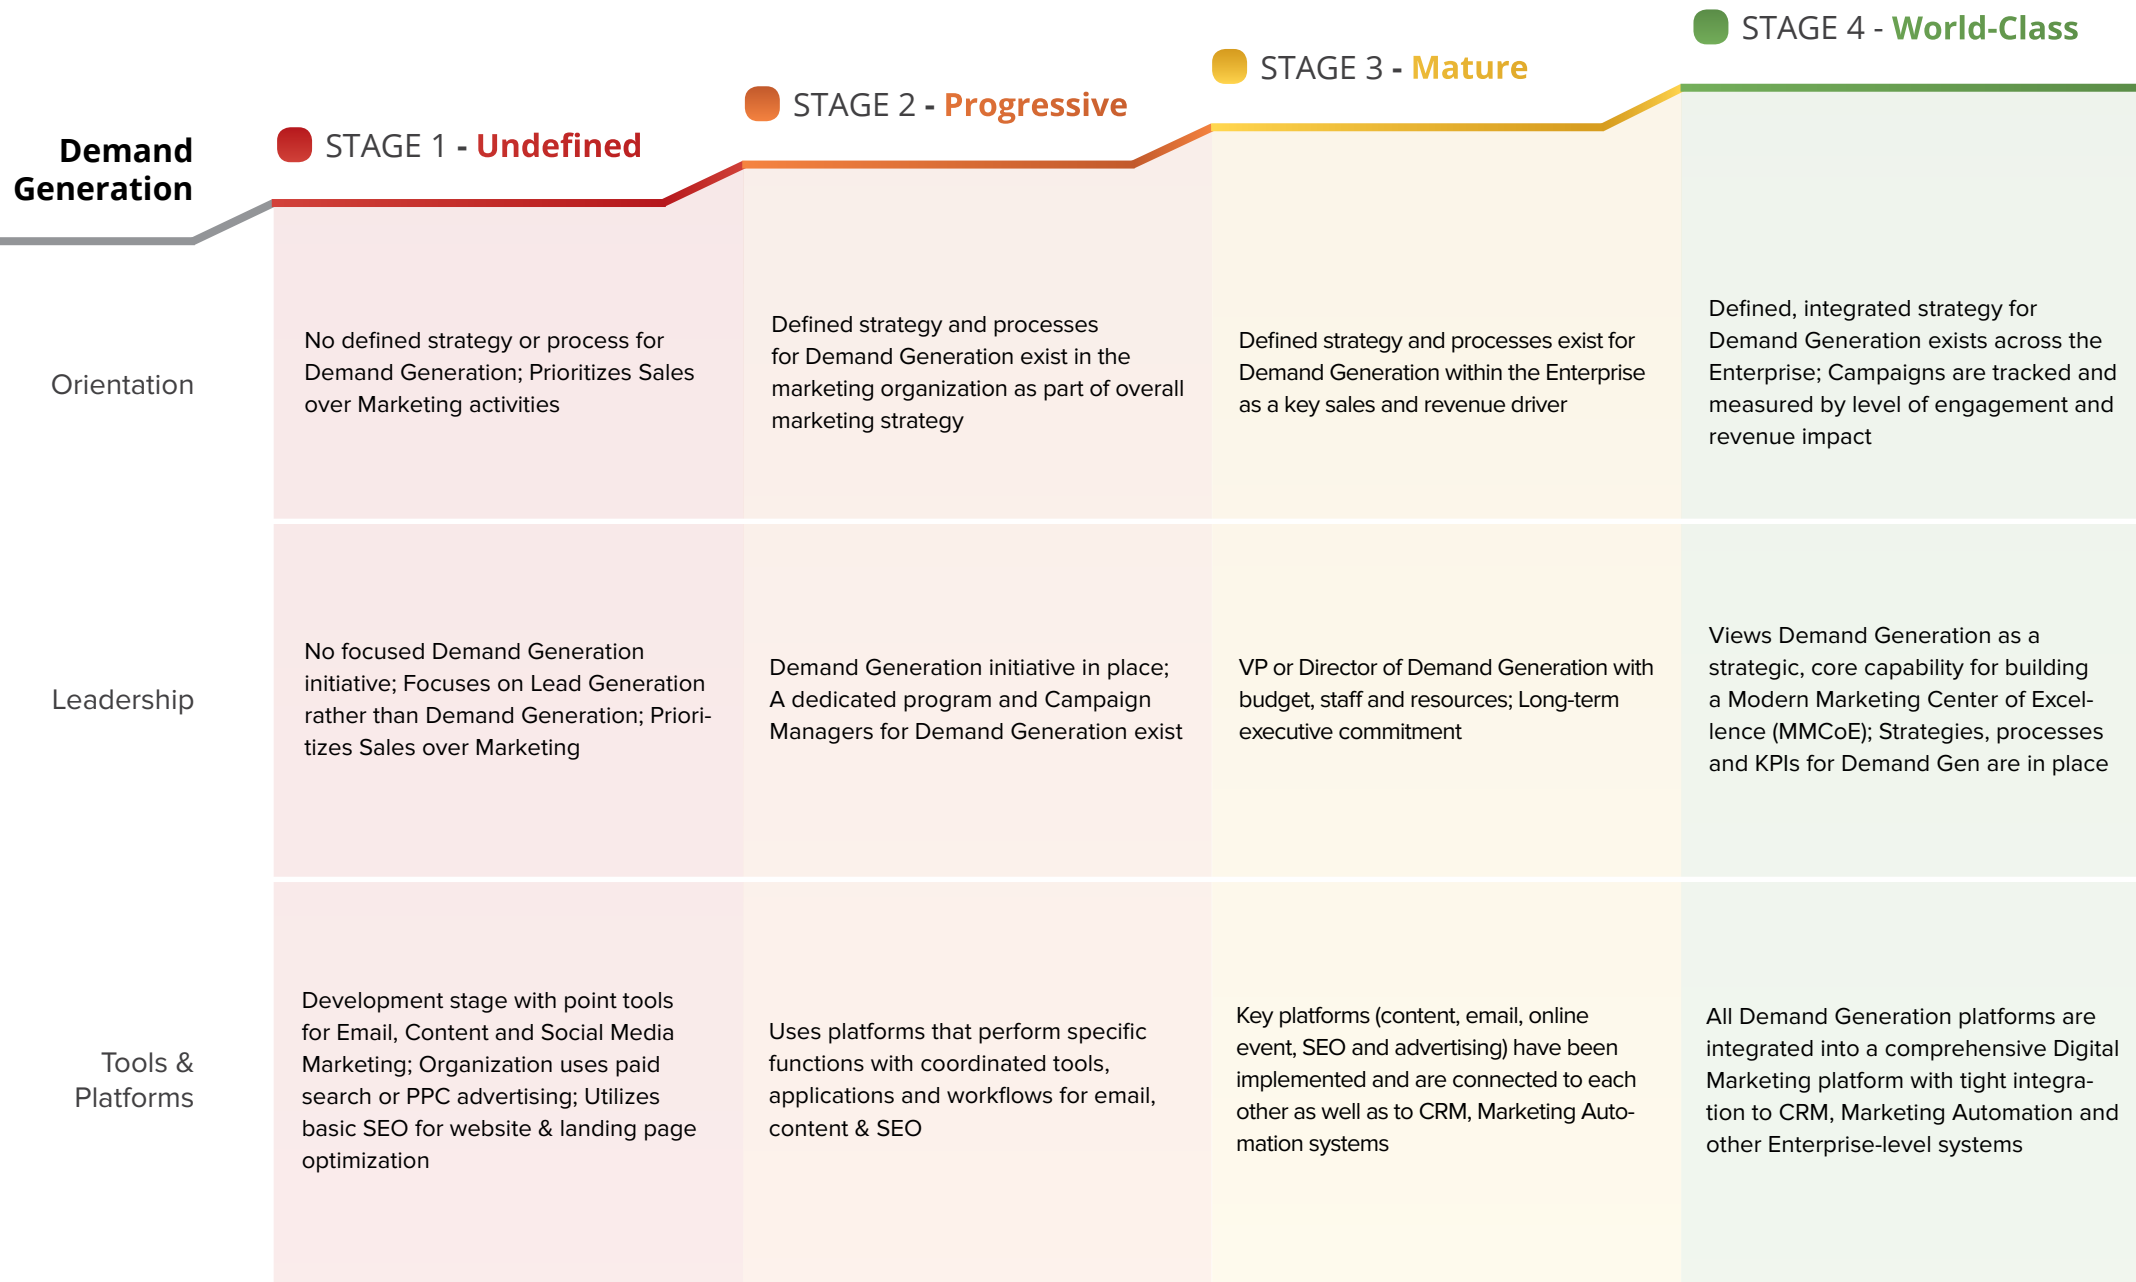 Demand
Generation
STAGE 1 - Undefined
STAGE 2 - Progressive
STAGE 3 - Mature
STAGE 4 - World-Class
Orientation
No defined strategy or process for
Demand Generation; Prioritizes Sales
over Marketing activities
Defined strategy and processes
for Demand Generation exist in the
marketing organization as part of overall
marketing strategy
Defined strategy and processes exist for
Demand Generation within the Enterprise
as a key sales and revenue driver
Defined, integrated strategy for
Demand Generation exists across the
Enterprise; Campaigns are tracked and
measured by level of engagement and
revenue impact
Leadership
No focused Demand Generation
initiative; Focuses on Lead Generation
rather than Demand Generation; Priori-
tizes Sales over Marketing
Demand Generation initiative in place;
A dedicated program and Campaign
Managers for Demand Generation exist
VP or Director of Demand Generation with
budget, staff and resources; Long-term
executive commitment
Views Demand Generation as a
strategic, core capability for building
a Modern Marketing Center of Excel-
lence (MMCoE); Strategies, processes
and KPIs for Demand Gen are in place
Tools &
Platforms
Development stage with point tools
for Email, Content and Social Media
Marketing; Organization uses paid
search or PPC advertising; Utilizes
basic SEO for website & landing page
optimization
Uses platforms that perform specific
functions with coordinated tools,
applications and workflows for email,
content & SEO
Key platforms (content, email, online
event, SEO and advertising) have been
implemented and are connected to each
other as well as to CRM, Marketing Auto-
mation systems
All Demand Generation platforms are
integrated into a comprehensive Digital
Marketing platform with tight integra-
tion to CRM, Marketing Automation and
other Enterprise-level systems